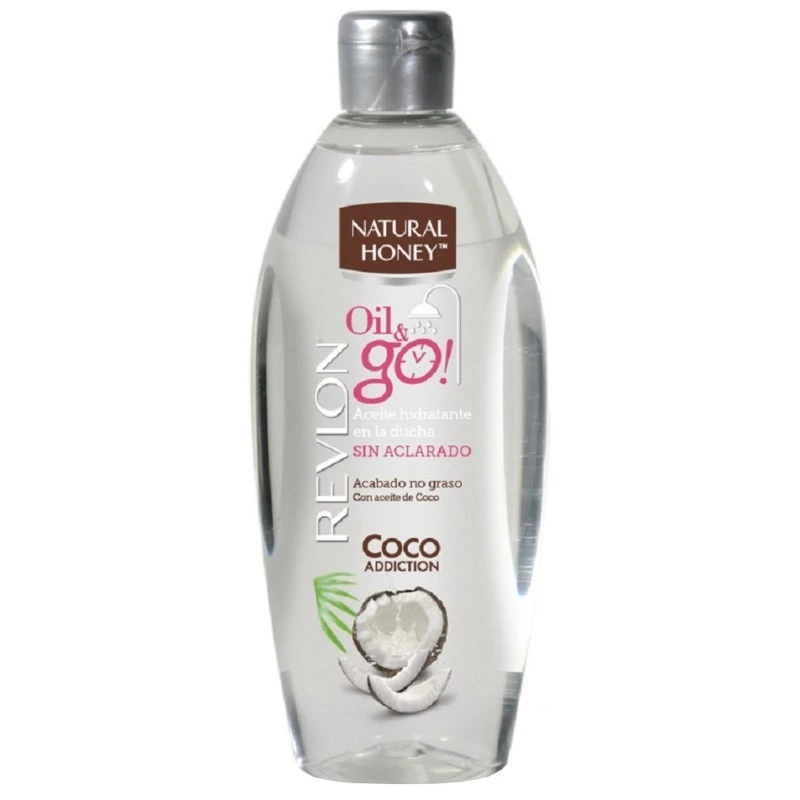 NATURAL
HONEY™
REVLON
Oil &
go!
Aceite hidratante
en la ducha
SIN ACLARADO
Acabado no graso
Con aceite de Coco
Coco
ADDICTION